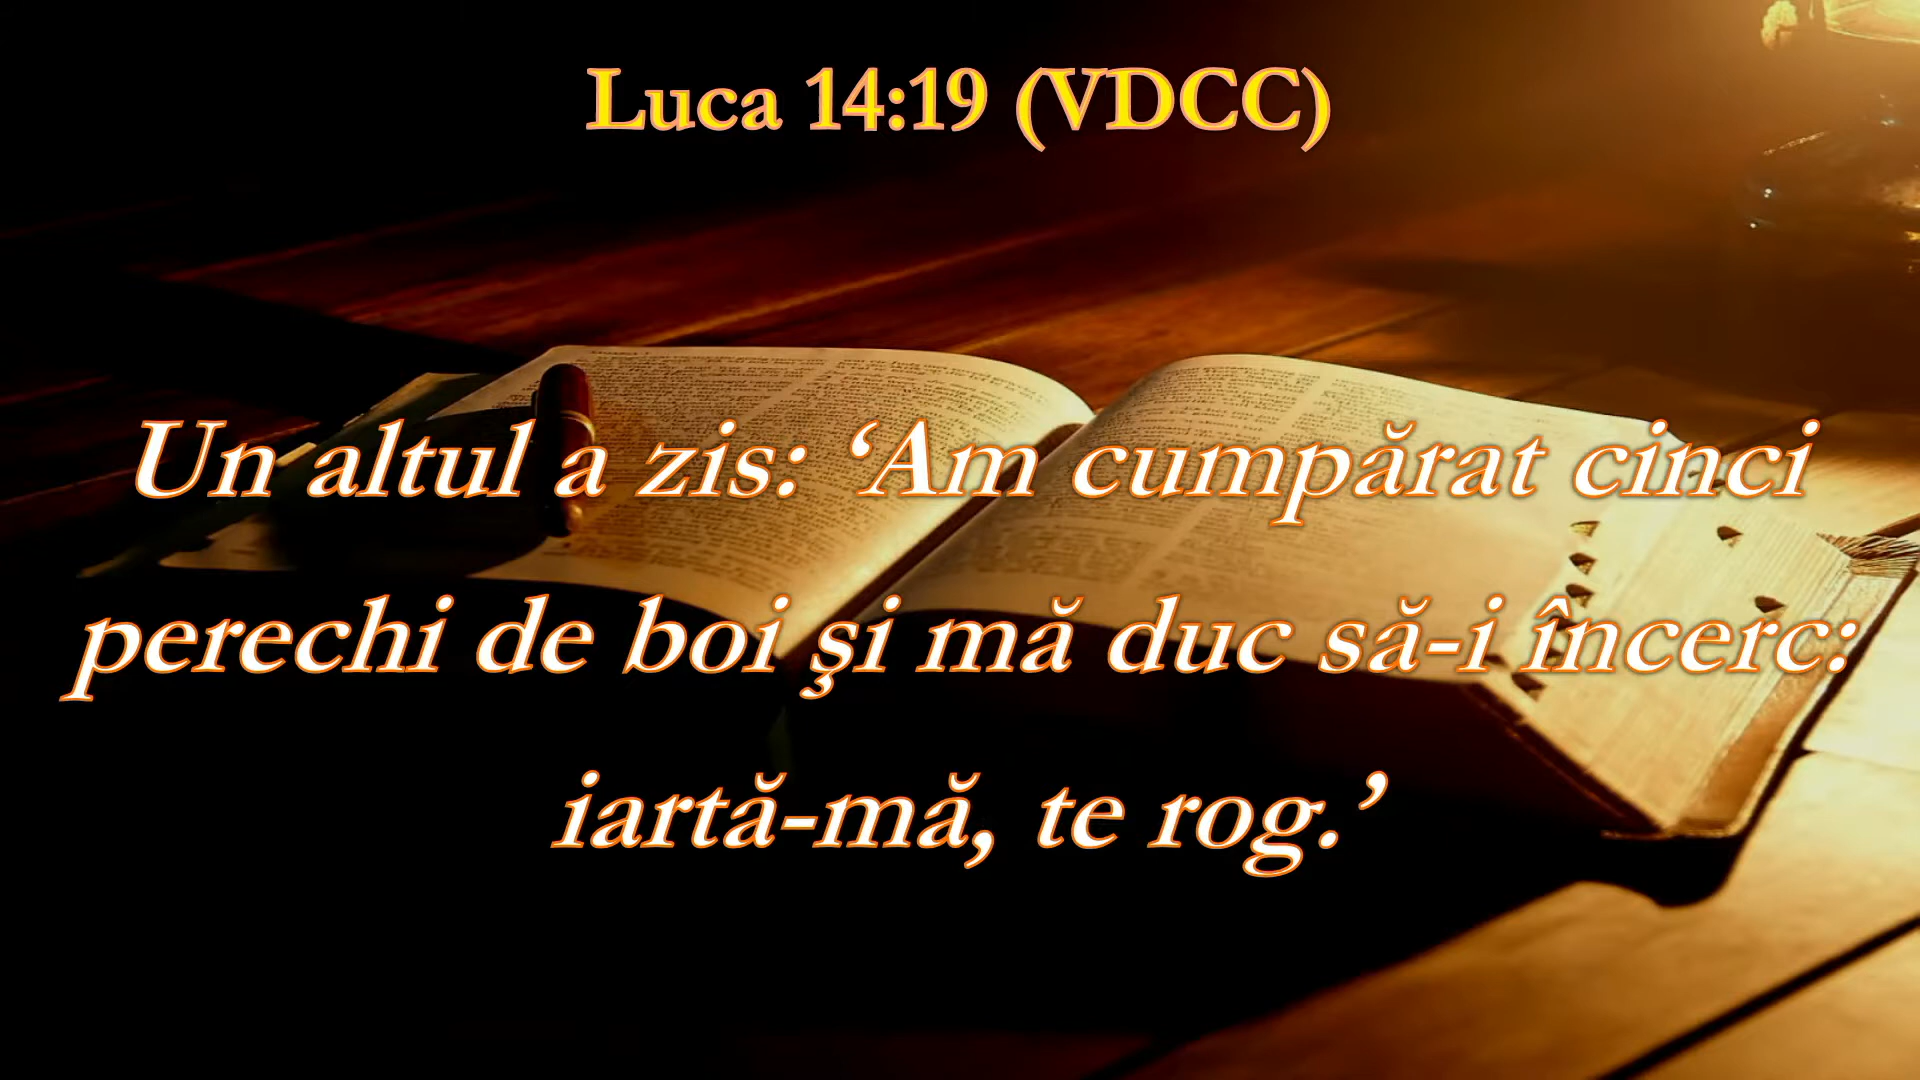 Luca 14:19 (VDCC)
Un altul a zis: ‘Am cumpărat cinci
perechi de boi şi mă duc să-i încerc:
iartă-mă, te rog.’